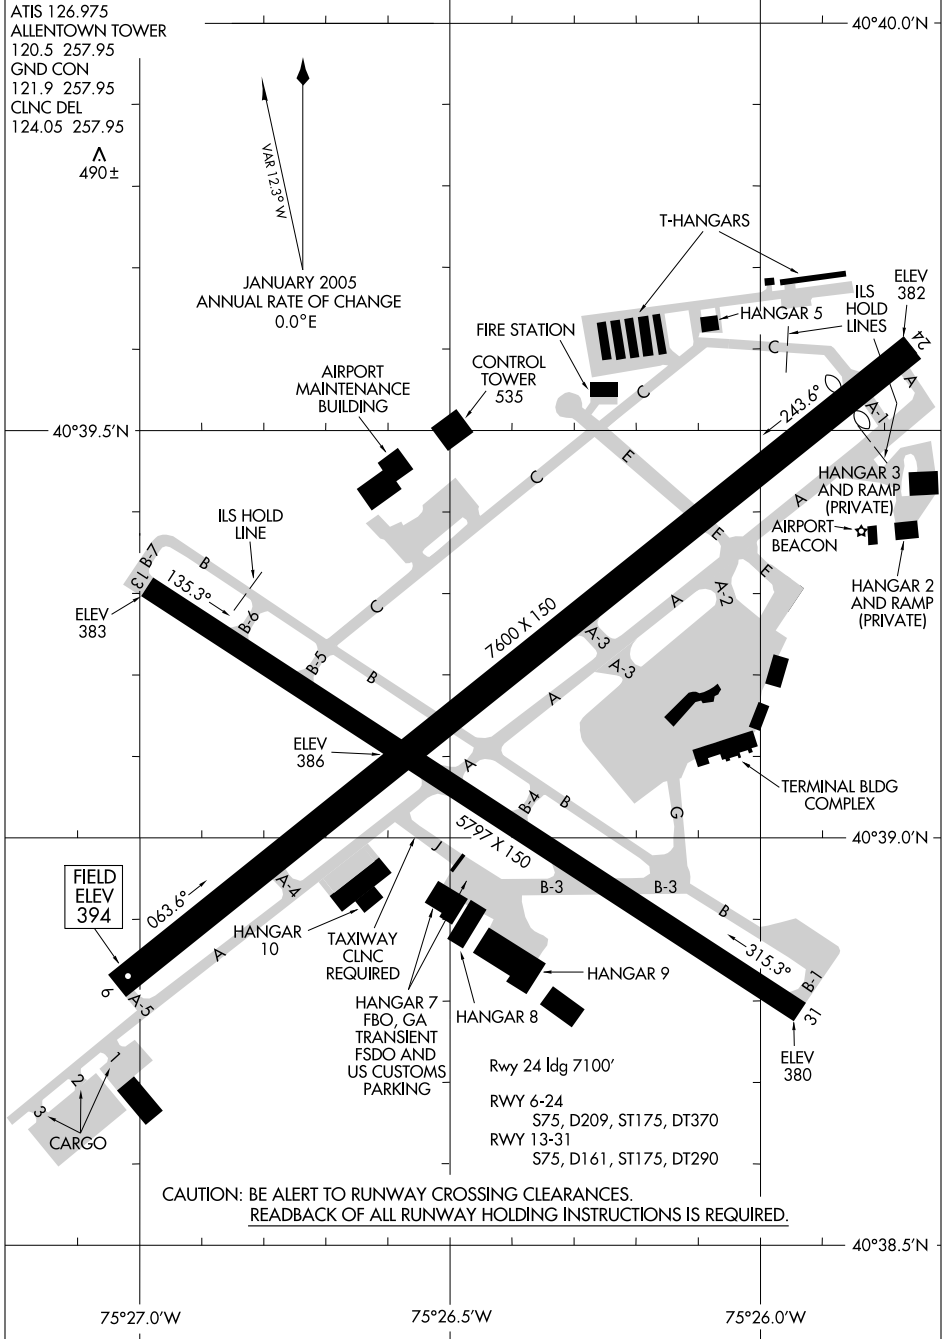 ATIS 126.975
ALLENTOWN TOWER
120.5 257.95
GND CON
121.9 257.95
CLNC DEL
124.05 257.95
490±
40°40.0'N
VAR 12.3° W
JANUARY 2005
ANNUAL RATE OF CHANGE
0.0°E
T-HANGARS
HANGAR 5
ILS
HOLD
LINES
ELEV
382
24
FIRE STATION
CONTROL
TOWER
535
AIRPORT
MAINTENANCE
BUILDING
C
C
A
A-1
243.6°
40°39.5'N
E
C
HANGAR 3
AND RAMP
(PRIVATE)
A
AIRPORT
BEACON
HANGAR 2
AND RAMP
(PRIVATE)
ILS HOLD
LINE
B-7
B
13
135.3°
ELEV
383
B-6
C
E
E
A-2
A
7600 X 150
A-3
A-3
B-5
B
A
ELEV
386
A
B-4
B
G
TERMINAL BLDG
COMPLEX
5797 X 150
J
40°39.0'N
FIELD
ELEV
394
063.6°
A-4
B-3
B-3
B
HANGAR
10
TAXIWAY
CLNC
REQUIRED
A
315.3°
HANGAR 9
B-1
6
A-5
HANGAR 7
FBO, GA
TRANSIENT
FSDO AND
US CUSTOMS
PARKING
HANGAR 8
31
ELEV
380
1
2
3
CARGO
Rwy 24 ldg 7100'
RWY 6-24
S75, D209, ST175, DT370
RWY 13-31
S75, D161, ST175, DT290
CAUTION: BE ALERT TO RUNWAY CROSSING CLEARANCES.
READBACK OF ALL RUNWAY HOLDING INSTRUCTIONS IS REQUIRED.
40°38.5'N
75°27.0'W
75°26.5'W
75°26.0'W